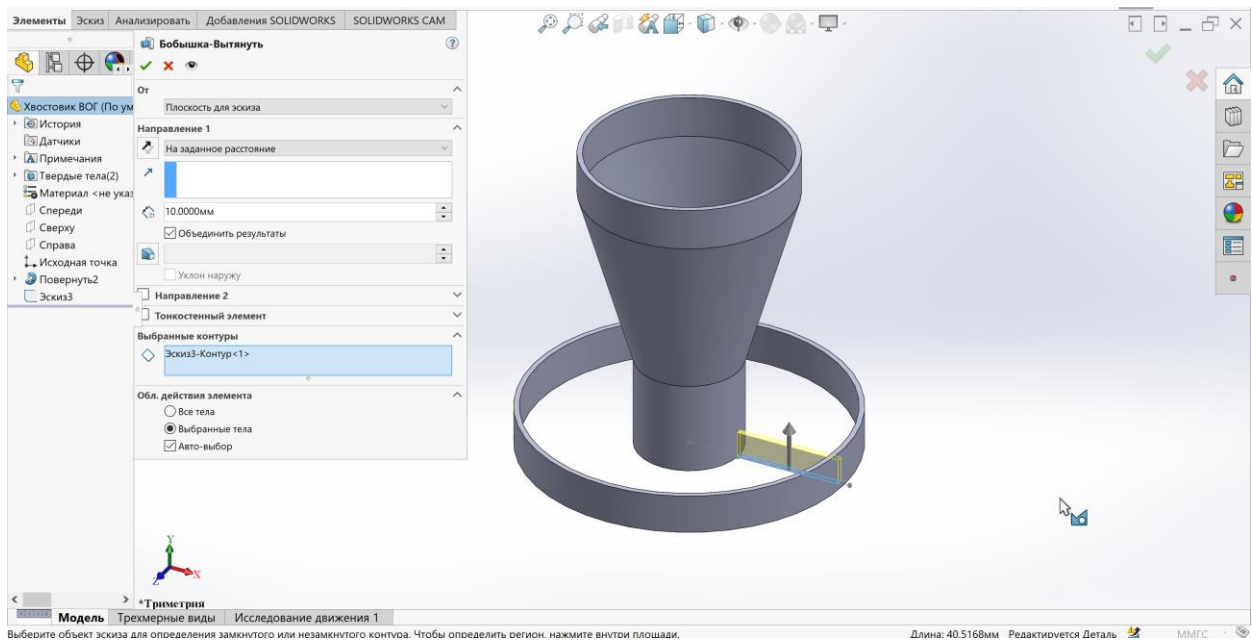 Элементы Эскиз Анализировать Добавления SOLIDWORKS SOLIDWORKS CAM
Бобышка-Вытянуть
От
Плоскость для эскиза
Направление 1
На заданное расстояние
10.0000мм
Объединить результаты
Уклон наружу
Направление 2
Тонкостенный элемент
Выбранные контуры
Эскиз3-Контур<1>
Обл. действия элемента
Все тела
Выбранные тела
Авто-выбор
Хвостовик ВОГ (По ум
История
Датчики
Примечания
Твердые тела(2)
Материал <не указ
Спереди
Сверху
Справа
Исходная точка
Повернуть2
Эскиз3
Y
X
Z
*Триметрия
Модель Трехмерные виды Исследование движения 1
Выберите объект эскиза для определения замкнутого или незамкнутого контура. Чтобы определить регион, нажмите внутри площади. Длина: 40.5168мм Редактируется Деталь ММГС